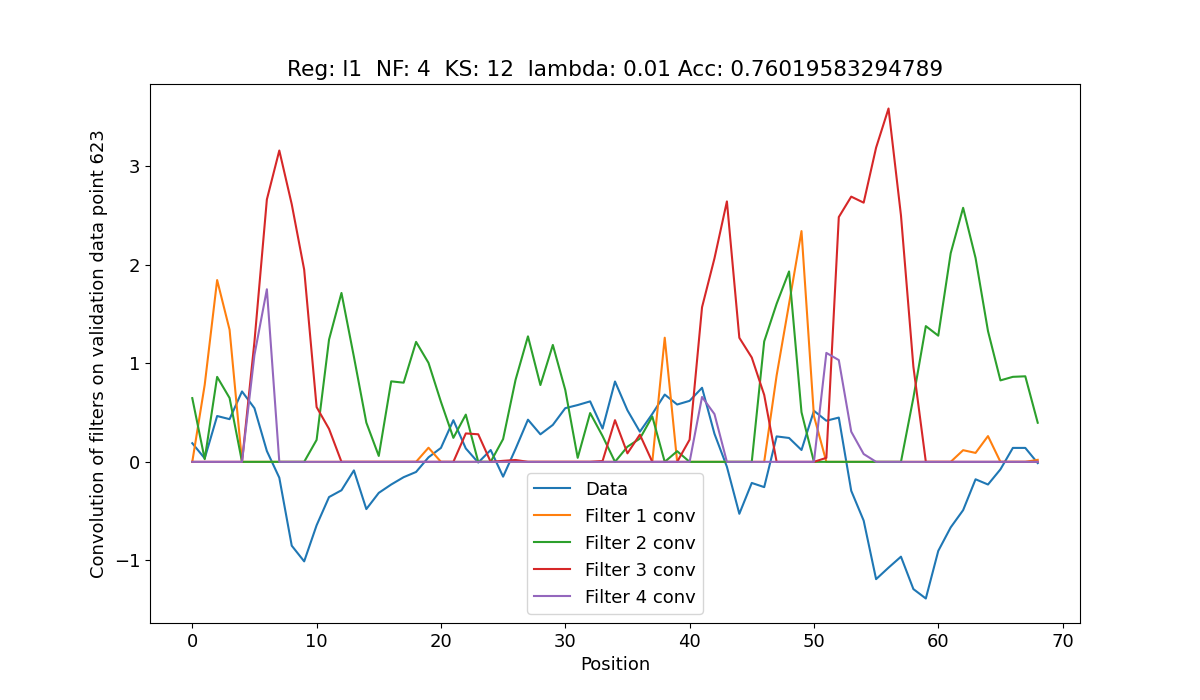 Reg: l1  NF: 4  KS: 12  lambda: 0.01 Acc: 0.76019583294789
Convolution of filters on validation data point 623
3
2
1
0
−1
Data
Filter 1 conv
Filter 2 conv
Filter 3 conv
Filter 4 conv
0 10 20 30 40 50 60 70
Position